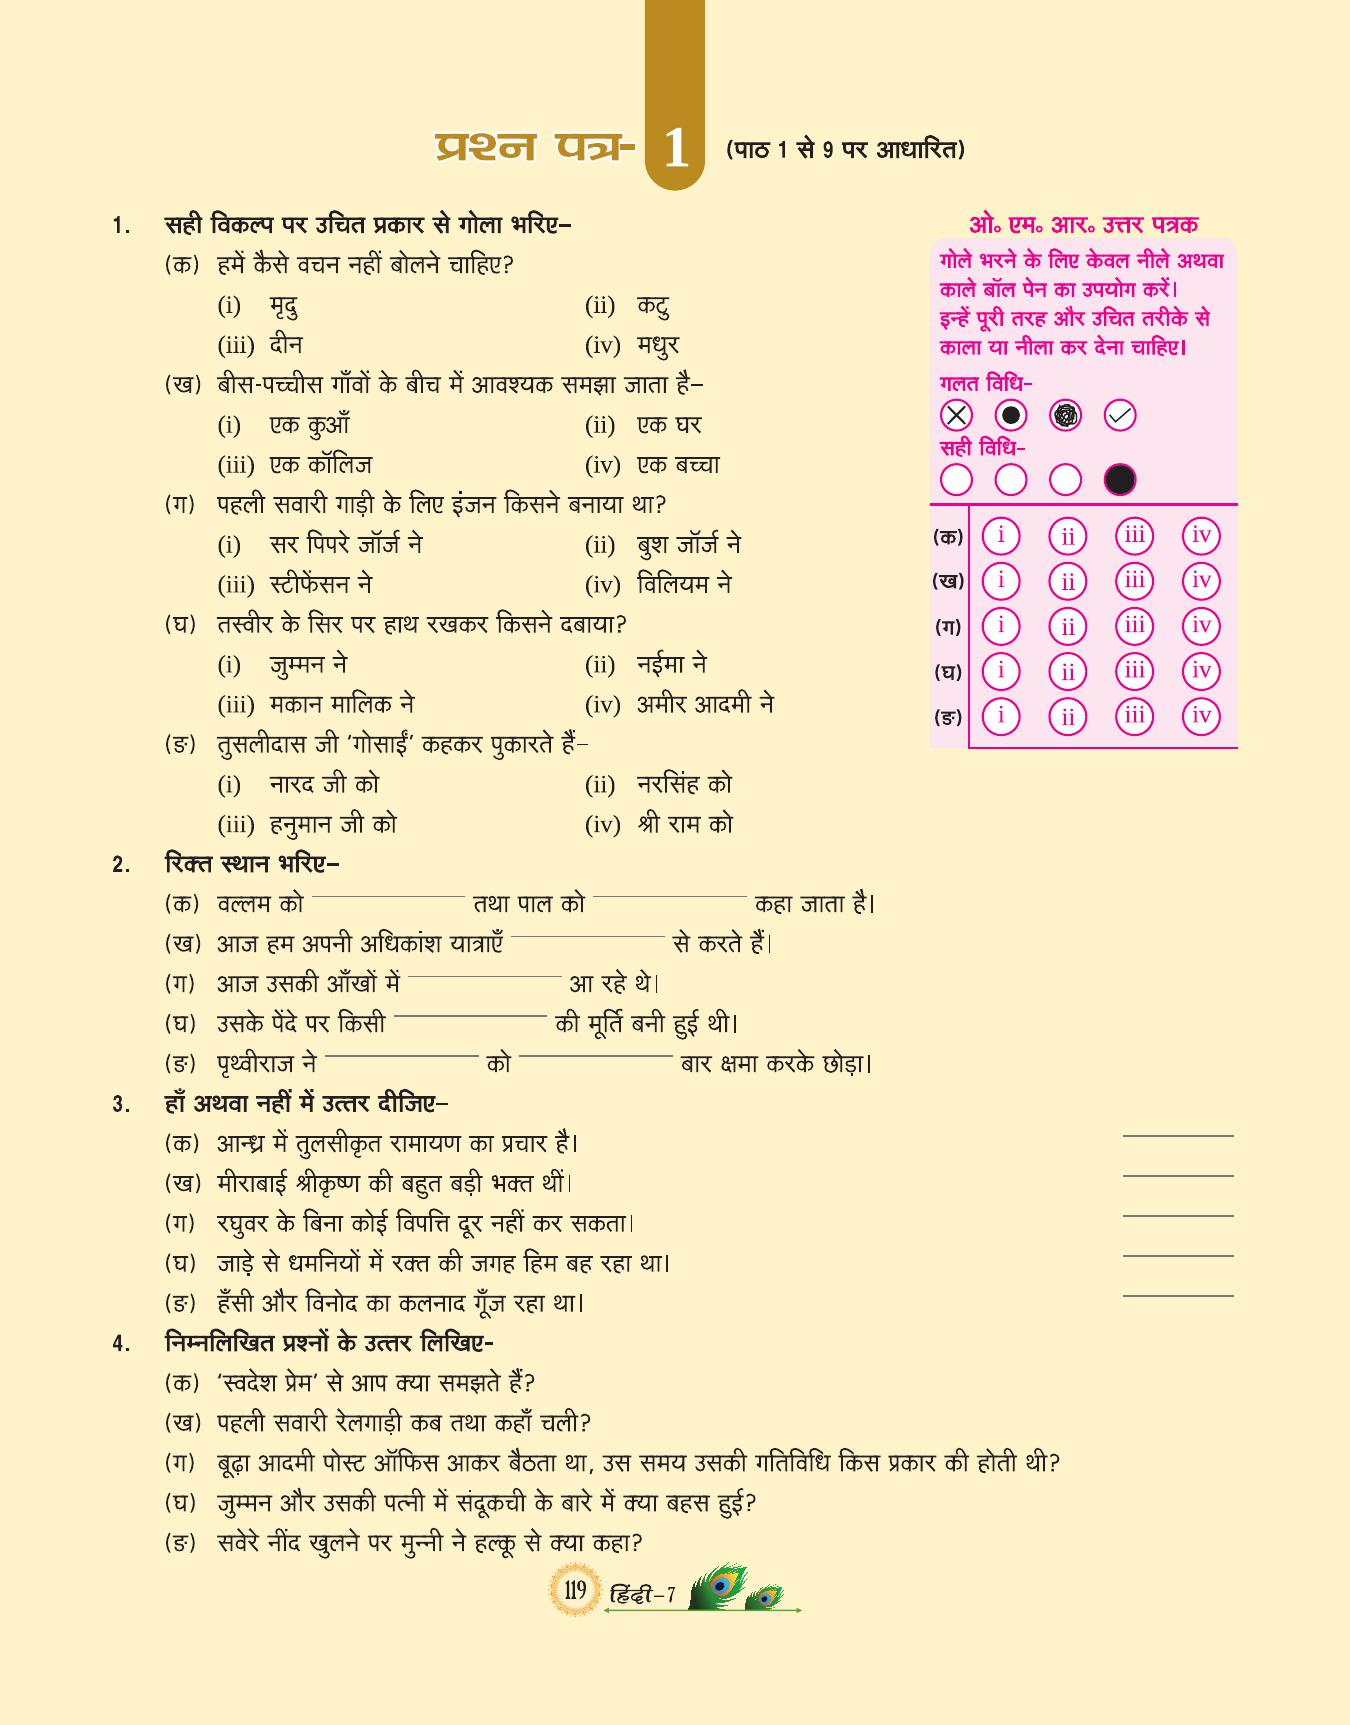 प्रश्न पत्र- 1 (पाठ 1 से 9 पर आधारित)
1. सही विकल्प पर उचित प्रकार से गोला भरिए–
(क) हमें कैसे वचन नहीं बोलने चाहिए?
(i) मृदु (ii) कटु
(iii) दीन (iv) मधुर
(ख) बीस-पच्चीस गाँवों के बीच में आवश्यक समझा जाता है–
(i) एक कुआँ (ii) एक घर
(iii) एक कॉलिज (iv) एक बच्चा
(ग) पहली सवारी गाड़ी के लिए इंजन किसने बनाया था?
(i) सर पिपरे जॉर्ज ने (ii) बुश जॉर्ज ने
(iii) स्टीफेंसन ने (iv) विलियम ने
(घ) तस्वीर के सिर पर हाथ रखकर किसने दबाया?
(i) जुम्मन ने (ii) नईमा ने
(iii) मकान मालिक ने (iv) अमीर आदमी ने
(ङ) तुसलीदास जी ’गोसाईं’ कहकर पुकारते हैं–
(i) नारद जी को (ii) नरसिंह को
(iii) हनुमान जी को (iv) श्री राम को
ओ॰ एम॰ आर॰ उत्तर पत्रक
गोले भरने के लिए केवल नीले अथवा
काले बॉल पेन का उपयोग करें।
इन्हें पूरी तरह और उचित तरीके से
काला या नीला कर देना चाहिए।
गलत विधि–
सही विधि–
(क) i ii iii iv
(ख) i ii iii iv
(ग) i ii iii iv
(घ) i ii iii iv
(ङ) i ii iii iv
2. रिक्त स्थान भरिए–
(क) वल्लम को ____________ तथा पाल को ____________ कहा जाता है।
(ख) आज हम अपनी अधिकांश यात्राएँ ____________ से करते हैं।
(ग) आज उसकी आँखों में ____________ आ रहे थे।
(घ) उसके पेंदे पर किसी ____________ की मूर्ति बनी हुई थी।
(ङ) पृथ्वीराज ने ____________ को ____________ बार क्षमा करके छोड़ा।
3. हाँ अथवा नहीं में उत्तर दीजिए–
(क) आन्ध्र में तुलसीकृत रामायण का प्रचार है। ________
(ख) मीराबाई श्रीकृष्ण की बहुत बड़ी भक्त थीं। ________
(ग) रघुवर के बिना कोई विपत्ति दूर नहीं कर सकता। ________
(घ) जाड़े से धमनियों में रक्त की जगह हिम बह रहा था। ________
(ङ) हँसी और विनोद का कलनाद गूँज रहा था। ________
4. निम्नलिखित प्रश्नों के उत्तर लिखिए-
(क) ‘स्वदेश प्रेम’ से आप क्या समझते हैं?
(ख) पहली सवारी रेलगाड़ी कब तथा कहाँ चली?
(ग) बूढ़ा आदमी पोस्ट ऑफिस आकर बैठता था, उस समय उसकी गतिविधि किस प्रकार की होती थी?
(घ) जुम्मन और उसकी पत्नी में संदूकची के बारे में क्या बहस हुई?
(ङ) सवेरे नींद खुलने पर मुन्नी ने हल्कू से क्या कहा?
119 हिंदी–7